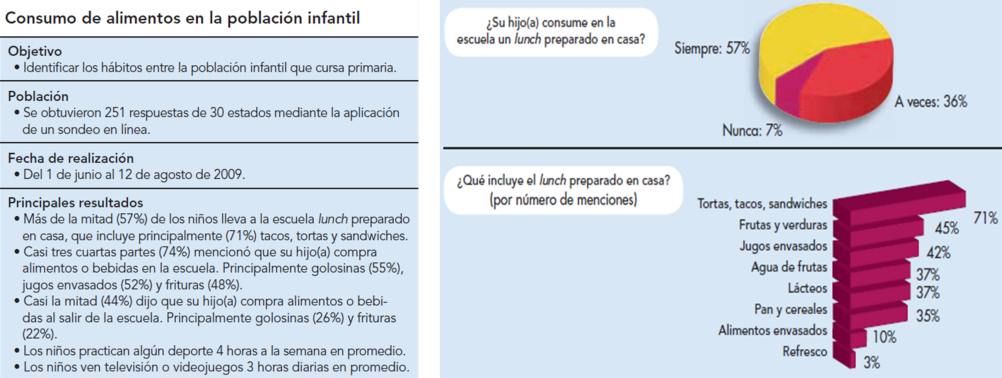 Consumo de alimentos en la población infantil
Objetivo
• Identificar los hábitos entre la población infantil que cursa primaria.
Población
• Se obtuvieron 251 respuestas de 30 estados mediante la aplicación
de un sondeo en línea.
Fecha de realización
• Del 1 de junio al 12 de agosto de 2009.
Principales resultados
• Más de la mitad (57%) de los niños lleva a la escuela lunch preparado
en casa, que incluye principalmente (71%) tacos, tortas y sandwiches.
• Casi tres cuartas partes (74%) mencionó que su hijo(a) compra
alimentos o bebidas en la escuela. Principalmente golosinas (55%),
jugos envasados (52%) y frituras (48%).
• Casi la mitad (44%) dijo que su hijo(a) compra alimentos o bebi-
das al salir de la escuela. Principalmente golosinas (26%) y frituras
(22%).
• Los niños practican algún deporte 4 horas a la semana en promedio.
• Los niños ven televisión o videojuegos 3 horas diarias en promedio.
¿Su hijo(a) consume en la
escuela un lunch preparado en casa?
Siempre: 57%
A veces: 36%
Nunca: 7%
¿Qué incluye el lunch preparado en casa?
(por número de menciones)
Tortas, tacos, sandwiches 71%
Frutas y verduras 45%
Jugos envasados 42%
Agua de frutas 37%
Lácteos 37%
Pan y cereales 35%
Alimentos envasados 10%
Refresco 3%